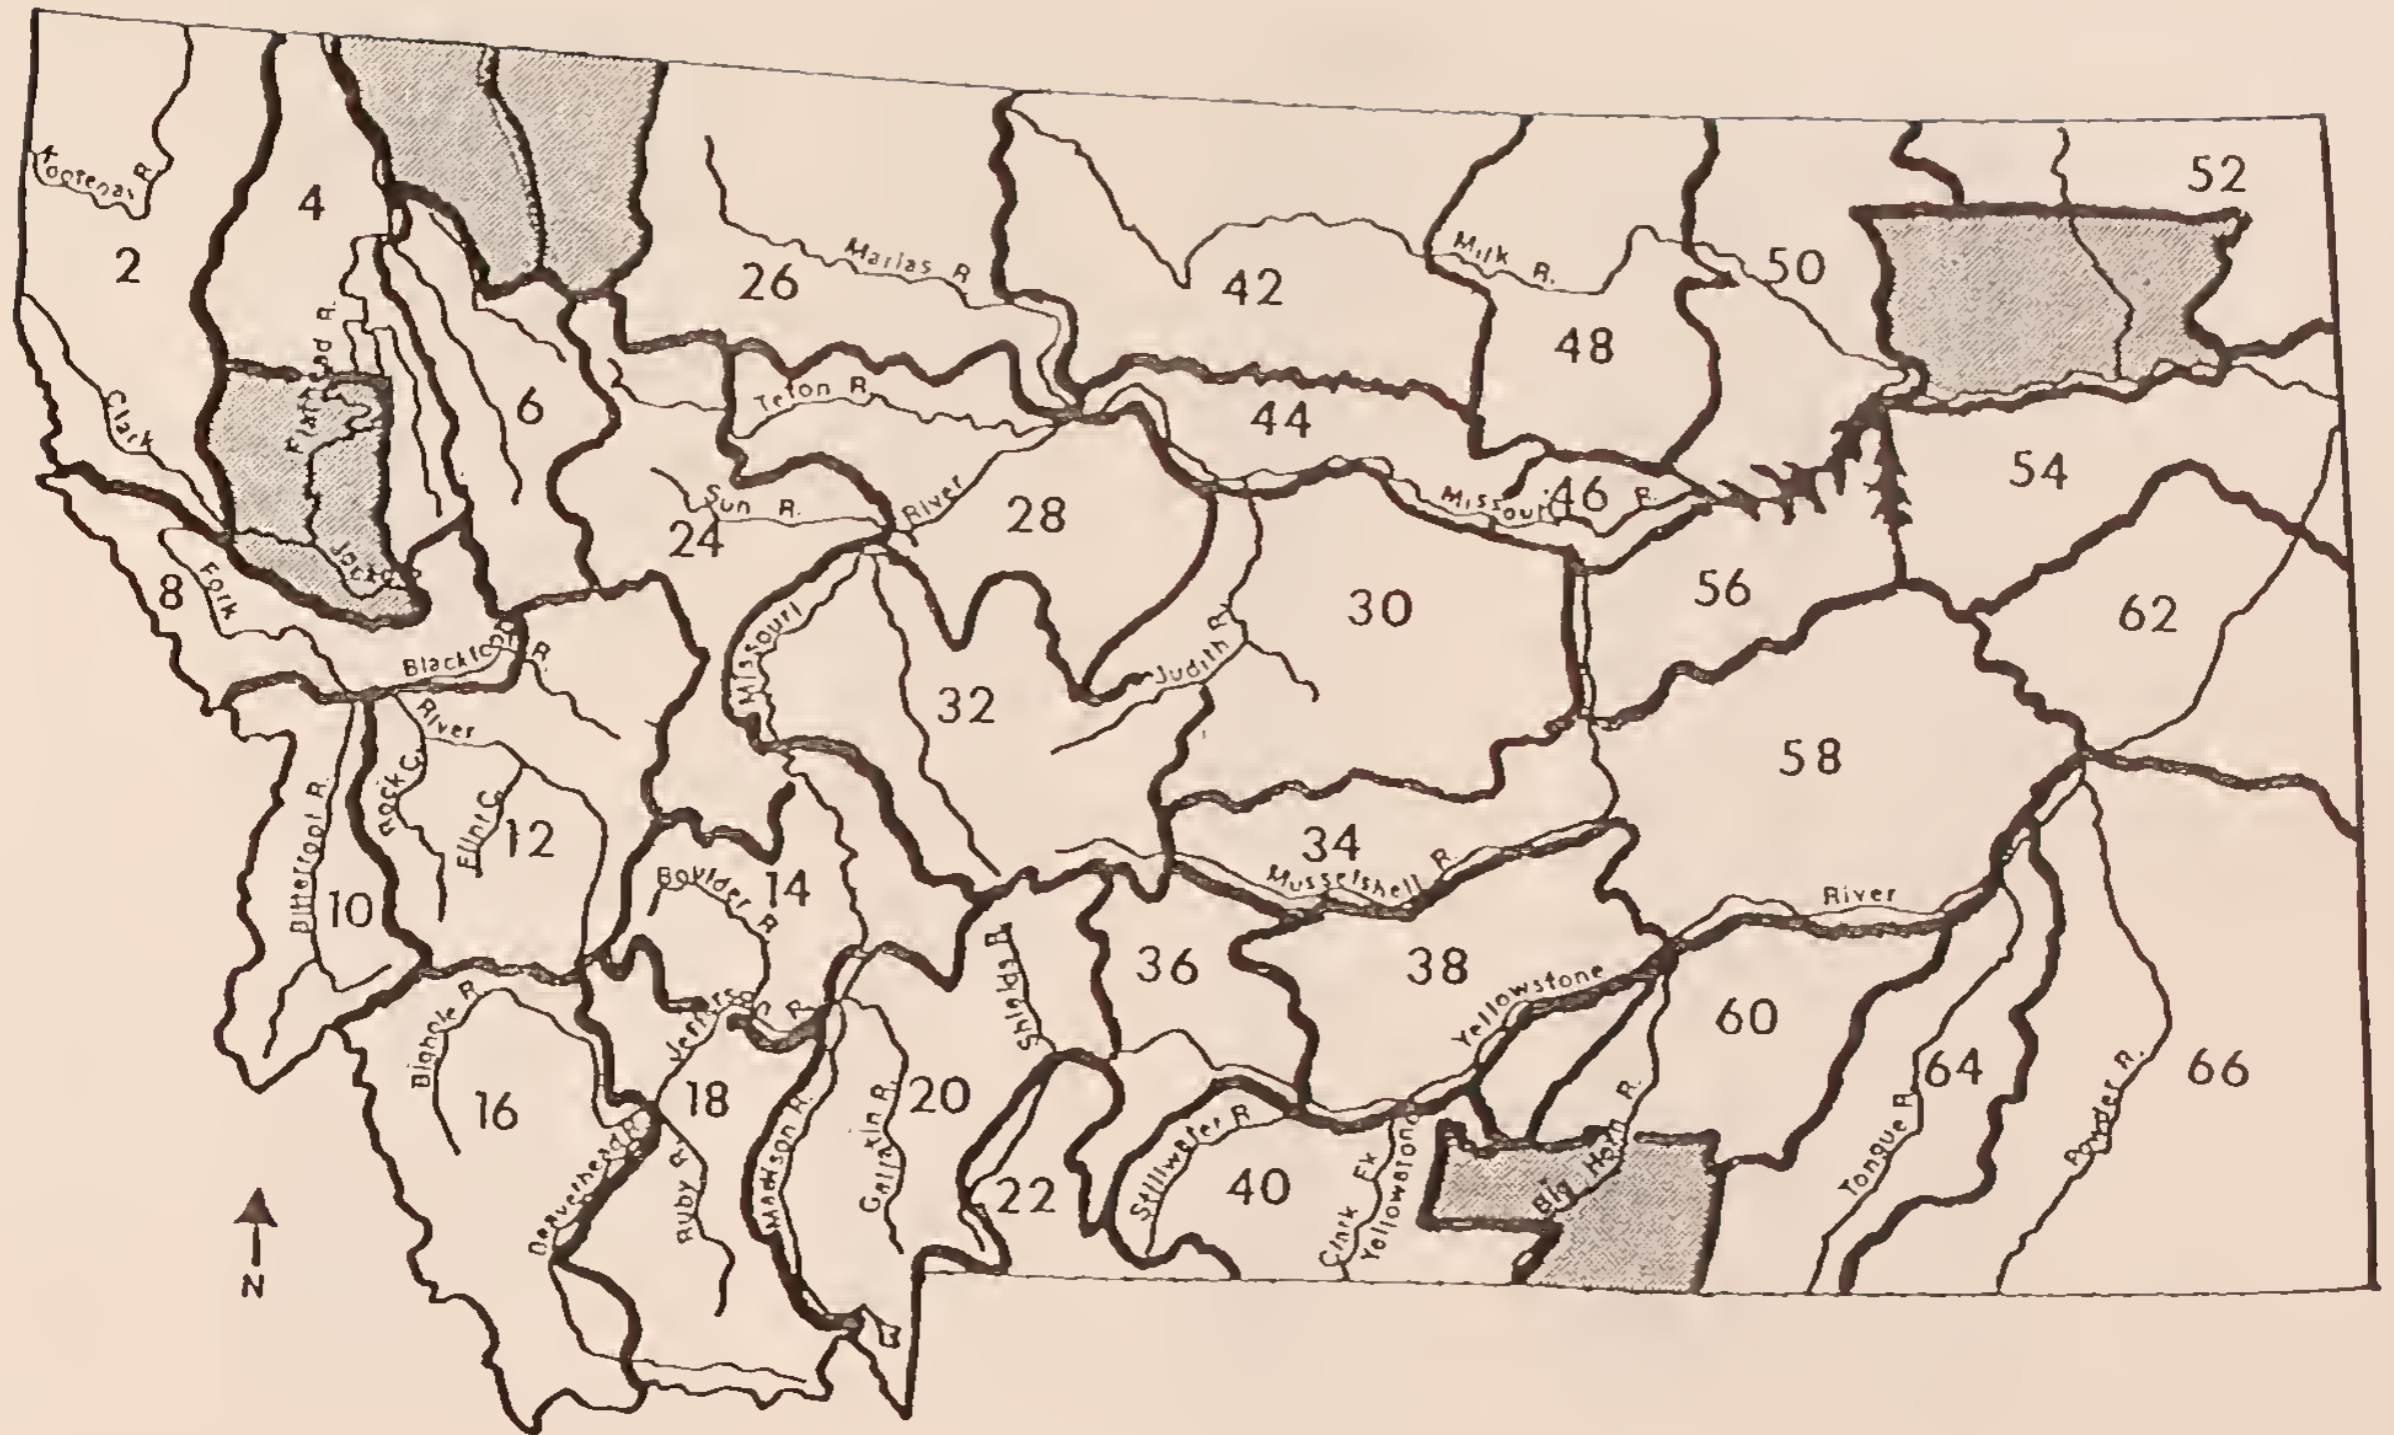 52
4
Kootenai R.
2
Marias R.
26
42
Milk R.
50
48
Flathead R.
6
Teton R.
44
Clark
54
Sun R.
River
28
Missouri R.
46
24
Jocko
8
Fork
30
56
62
Missouri
Judith R.
Blackfoot R.
32
River
58
Rock C.
Bitterroot R.
Flint C.
12
34
Musselshell R.
Boulder R.
14
10
River
Shields R.
36
38
Yellowstone
Bighole R.
Jefferson R.
60
16
18
20
64
66
Madison R.
Gallatin R.
Stillwater R.
Beaverhead R.
Ruby R.
22
40
Clark Fk
Yellowstone
Big Horn R.
Tongue R.
Powder R.
N